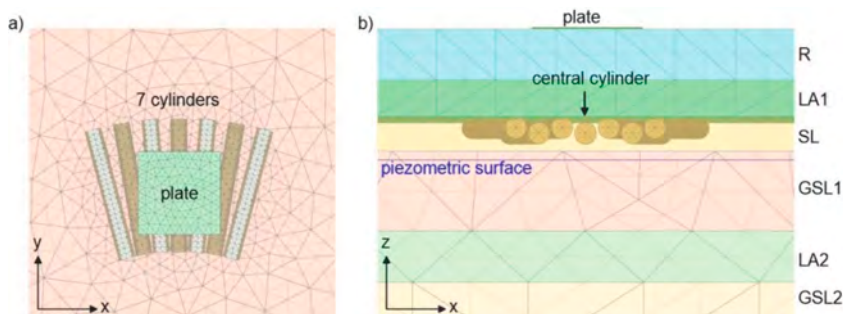 a)
7 cylinders
plate
y
x
b)
plate
R
central cylinder
LA1
SL
piezometric surface
GSL1
z
LA2
x
GSL2